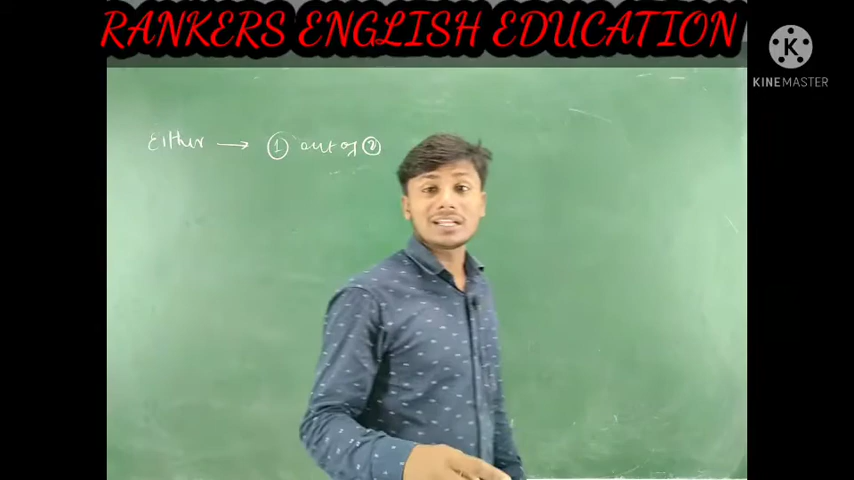 RANKERS ENGLISH EDUCATION
K
KINEMASTER
Either → ① out of ②